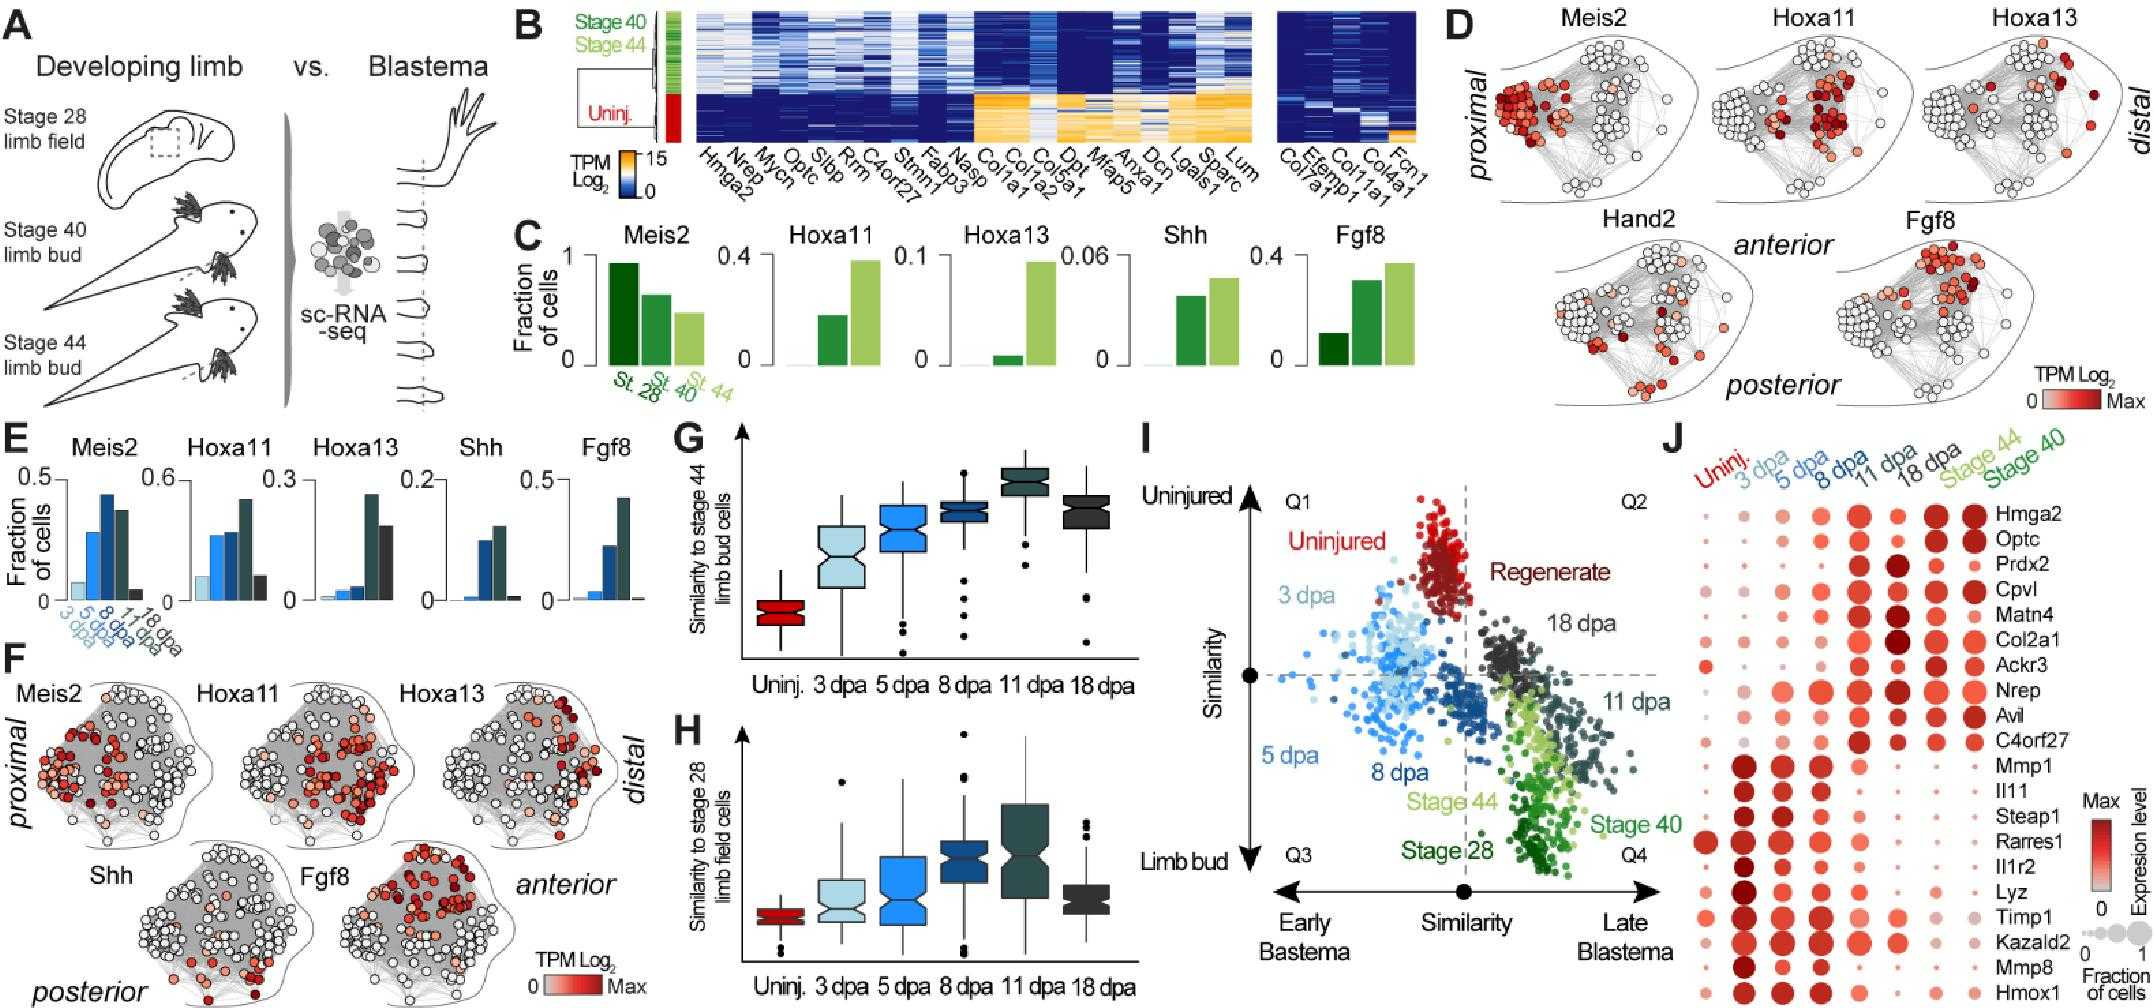 A
Developing limb vs. Blastema
Stage 28
limb field
Stage 40
limb bud
Stage 44
limb bud
sc-RNA
-seq
B
Stage 40
Stage 44
Uninj.
TPM
Log2
15
0
Hmga2
Nrep
Mycn
Optc
Slbp
Rrm
C4orf27
Stmn1
Fabp3
Nasp
Col1a1
Col1a2
Col5a1
Dpt
Mfap5
Anxa1
Dcn
Lgals1
Sparc
Lum
Col7a1
Efemp1
Col11a1
Col4a1
Fcn1
C
Fraction
of cells
Meis2
1
0
St. 28
St. 40
St. 44
Hoxa11
0.4
0
Hoxa13
0.1
0
Shh
0.06
0
Fgf8
0.4
0
D
Meis2
Hoxa11
Hoxa13
proximal
distal
Hand2
Fgf8
anterior
posterior
TPM Log2
0 Max
E
Fraction
of cells
Meis2
0.5
0
3 dpa
5 dpa
8 dpa
11 dpa
18 dpa
Hoxa11
0.6
0
Hoxa13
0.3
0
Shh
0.2
0
Fgf8
0.5
0
F
Meis2
Hoxa11
Hoxa13
proximal
distal
Shh
Fgf8
anterior
posterior
TPM Log2
0 Max
G
Similarity to stage 44
limb bud cells
Uninj. 3 dpa 5 dpa 8 dpa 11 dpa 18 dpa
H
Similarity to stage 28
limb field cells
Uninj. 3 dpa 5 dpa 8 dpa 11 dpa 18 dpa
I
Uninjured
Similarity
Limb bud
Q1
Q2
Q3
Q4
Uninjured
Regenerate
3 dpa
18 dpa
11 dpa
5 dpa
8 dpa
Stage 44
Stage 40
Stage 28
Early
Bastema
Similarity
Late
Blastema
J
Uninj.
3 dpa
5 dpa
8 dpa
11 dpa
18 dpa
Stage 44
Stage 40
Hmga2
Optc
Prdx2
Cpvl
Matn4
Col2a1
Ackr3
Nrep
Avil
C4orf27
Mmp1
Il11
Steap1
Rarres1
Il1r2
Lyz
Timp1
Kazald2
Mmp8
Hmox1
Max
0
Expresion level
0 1
Fraction
of cells